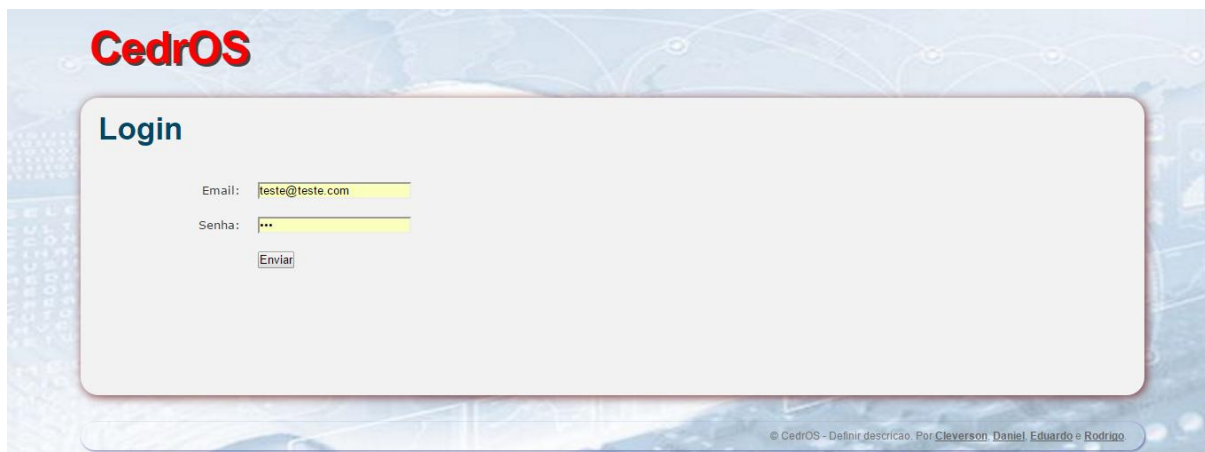 CedrOS
Login
Email: teste@teste.com
Senha: •••
Enviar
© CedrOS - Definir descricao. Por Cleverson, Daniel, Eduardo e Rodrigo.